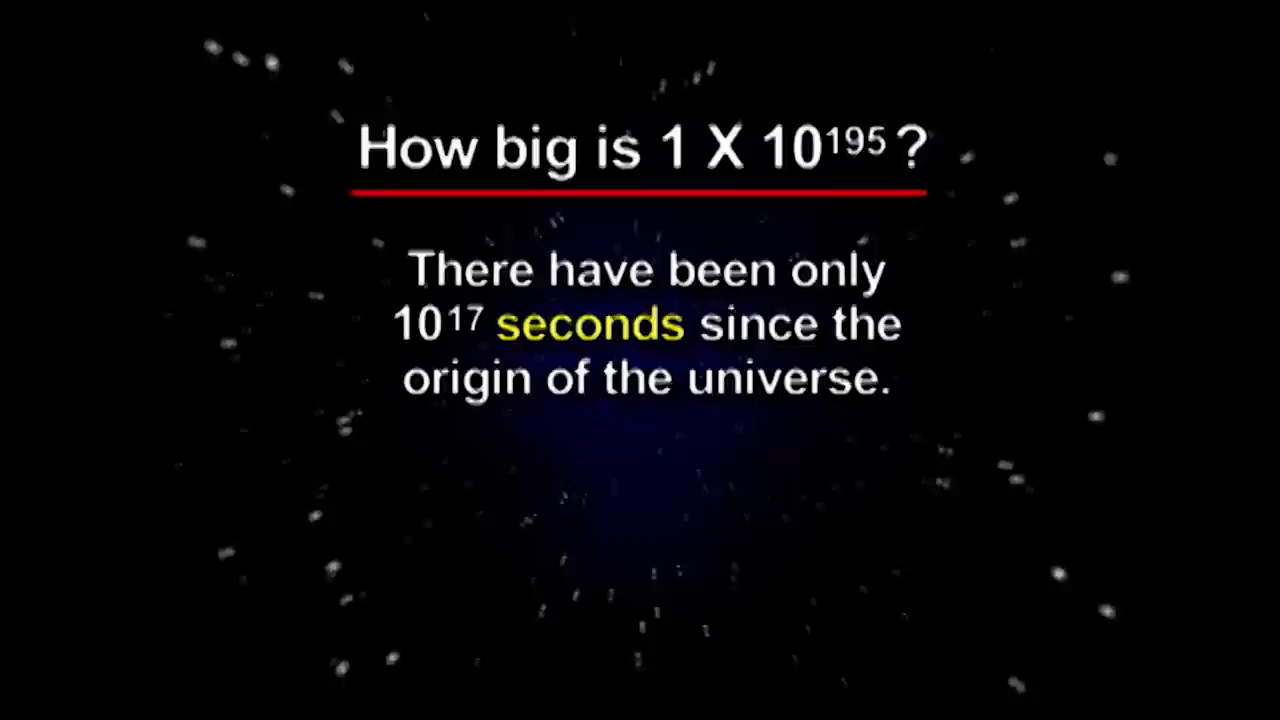 How big is 1 X 10¹⁹⁵ ?
There have been only
10¹⁷ seconds since the
origin of the universe.